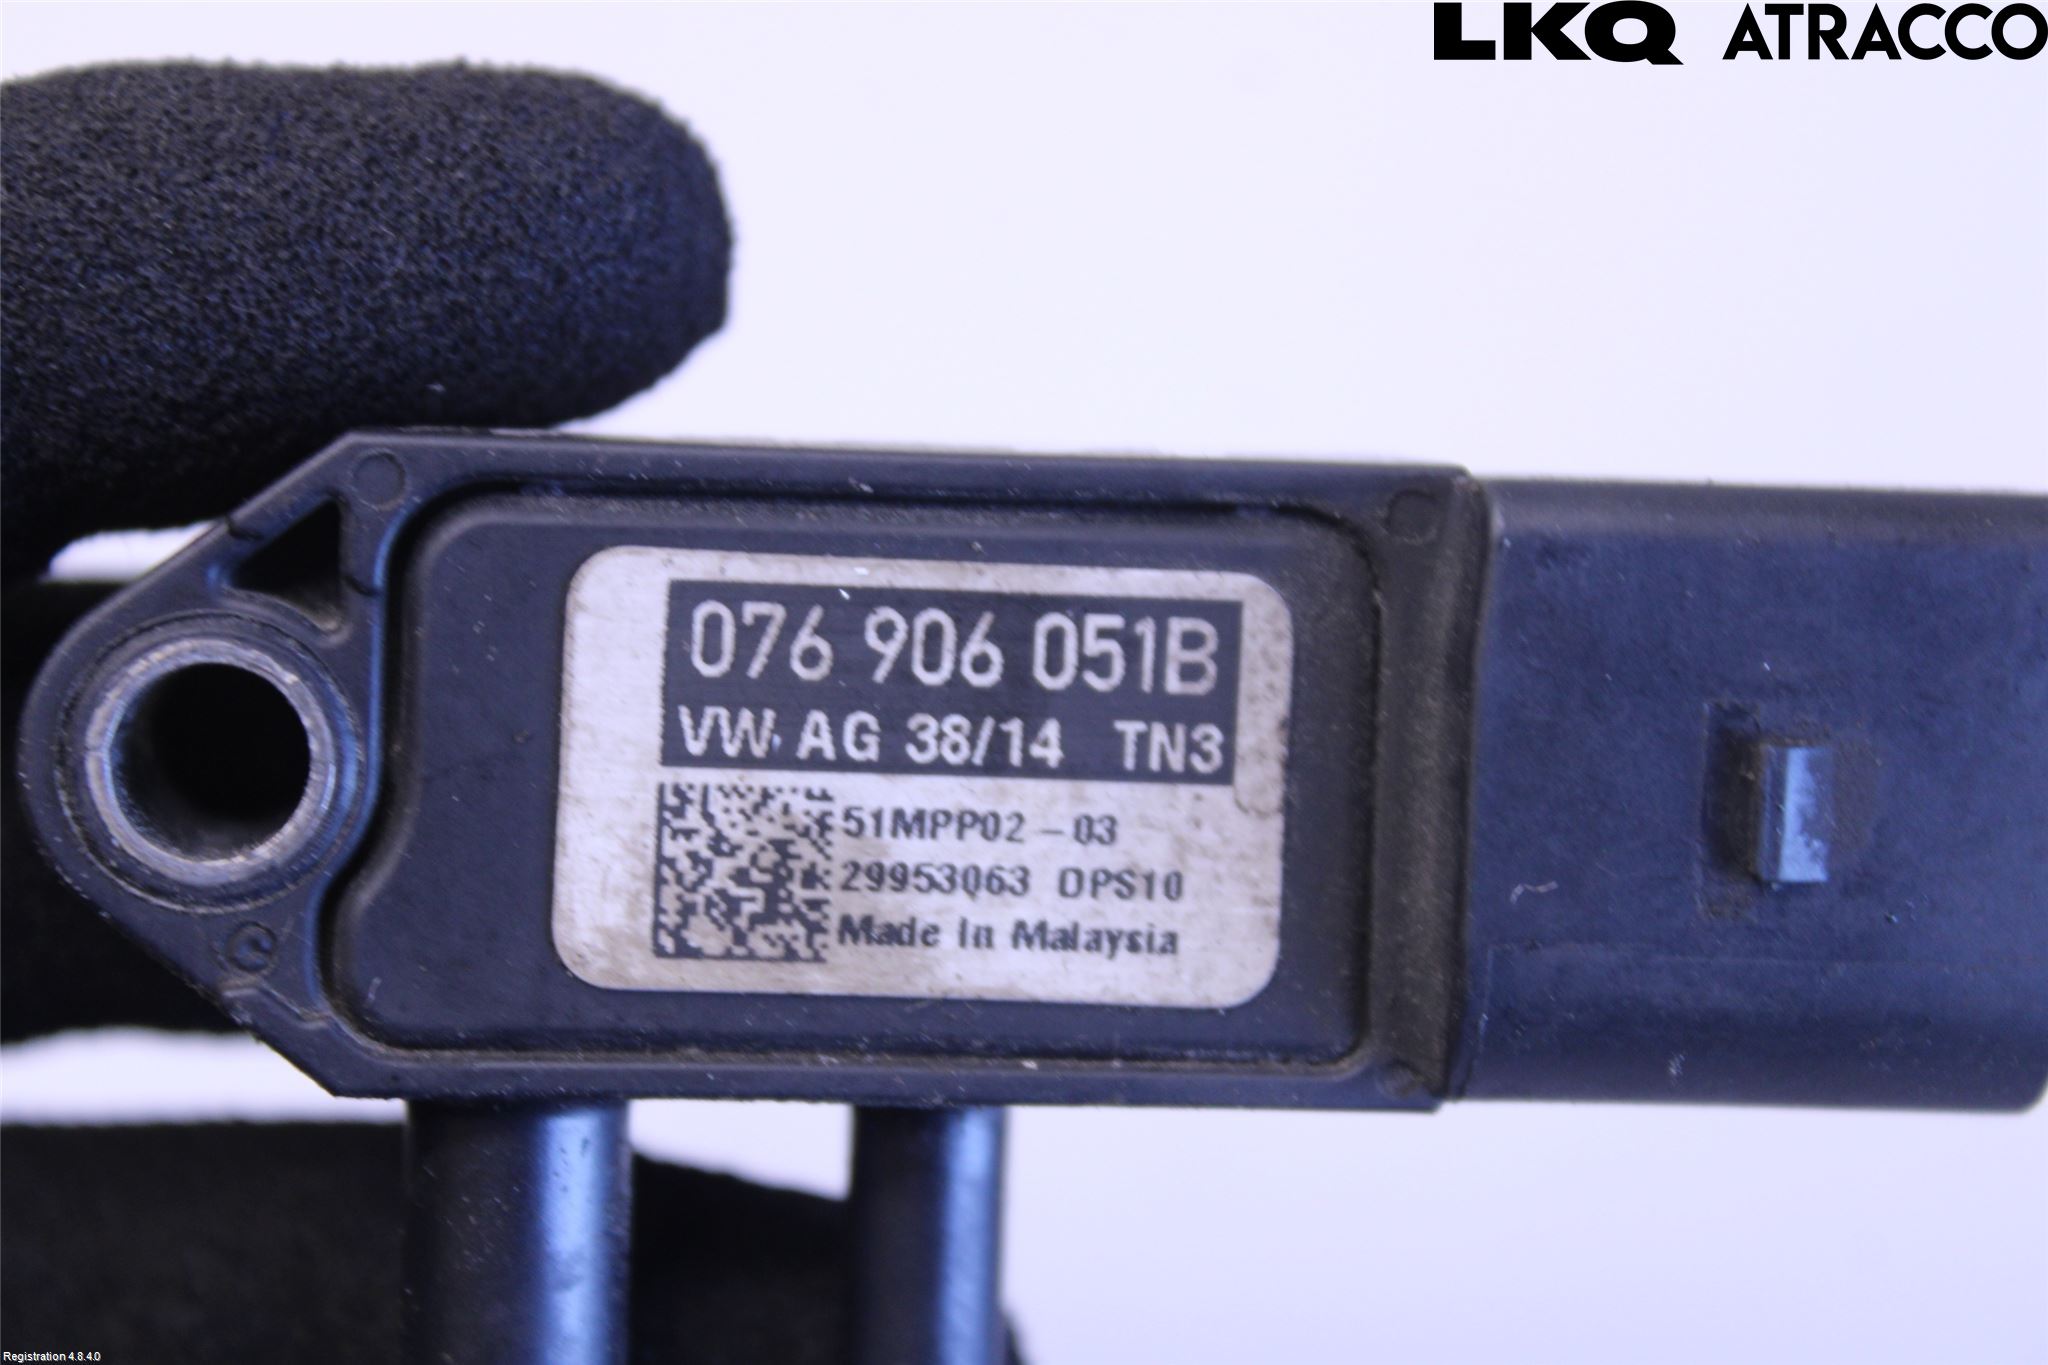 LKQ ATRACCO
076 906 051B
VW AG 38/14 TN3
51MPP02-03
29953063 DPS10
Made in Malaysia
Registration 4.8.4.0